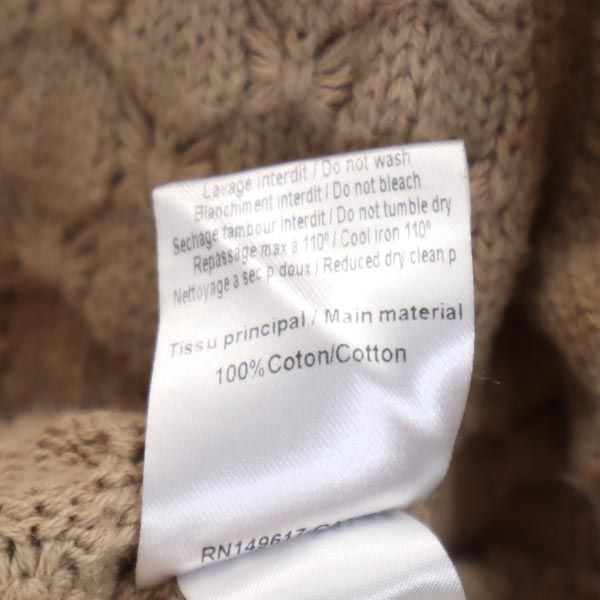 Lavage interdit / Do not wash
Blanchiment interdit / Do not bleach
Sechage tambour interdit / Do not tumble dry
Repassage max à 110° / Cool iron 110°
Nettoyage à sec p doux / Reduced dry clean p
Tissu principal / Main material
100% Coton/Cotton
RN149617